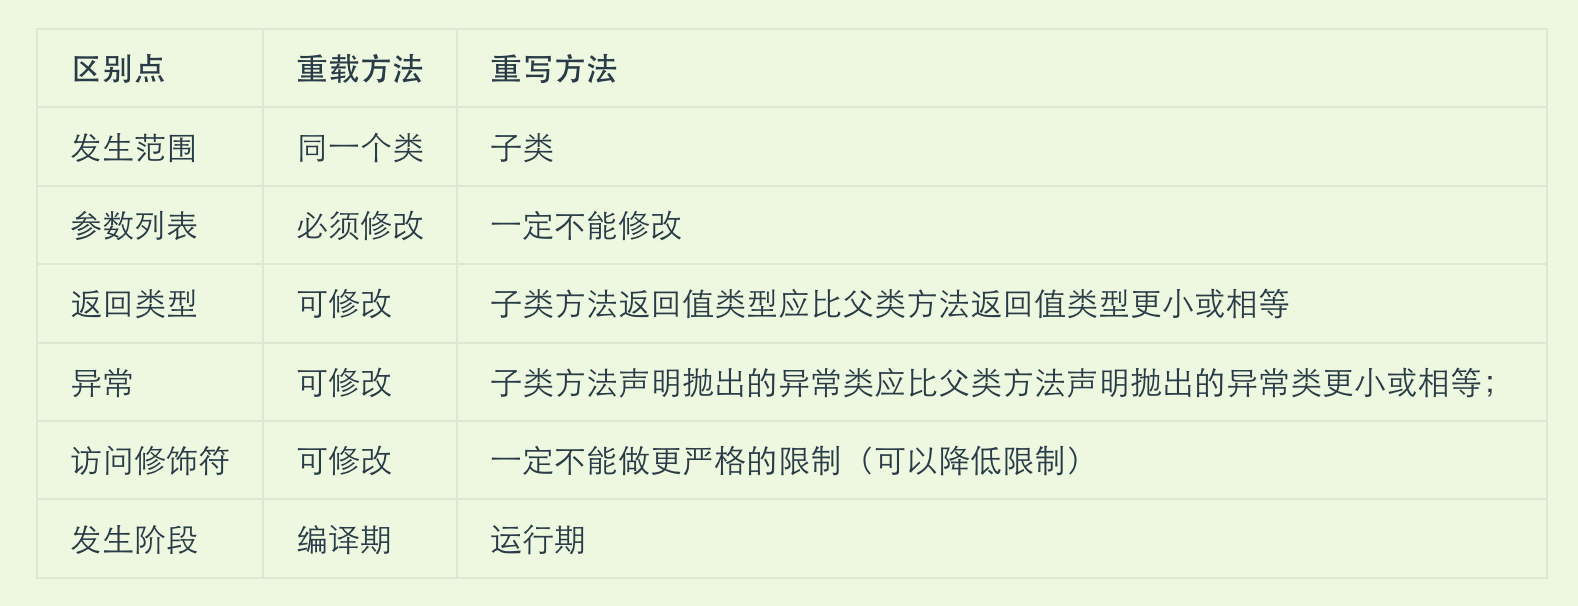 区别点 重载方法 重写方法
发生范围 同一个类 子类
参数列表 必须修改 一定不能修改
返回类型 可修改 子类方法返回值类型应比父类方法返回值类型更小或相等
异常 可修改 子类方法声明抛出的异常类应比父类方法声明抛出的异常类更小或相等；
访问修饰符 可修改 一定不能做更严格的限制（可以降低限制）
发生阶段 编译期 运行期